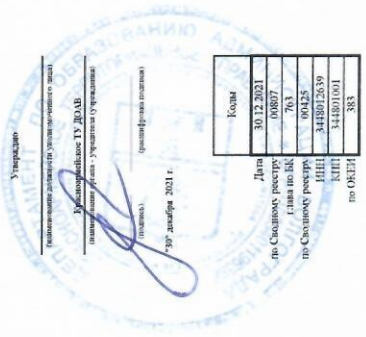 Утверждаю
(наименование должности уполномоченного лица)
Красноармейское ТУ ДОАВ
(наименование органа - учредителя (учреждения)
(подпись) (расшифровка подписи)
"30" декабря 2021 г.
Коды
Дата 30.12.2021
по Сводному реестру 00807
глава по БК 763
по Сводному реестру 00425
ИНН 3448012639
КПП 344801001
по ОКЕИ 383